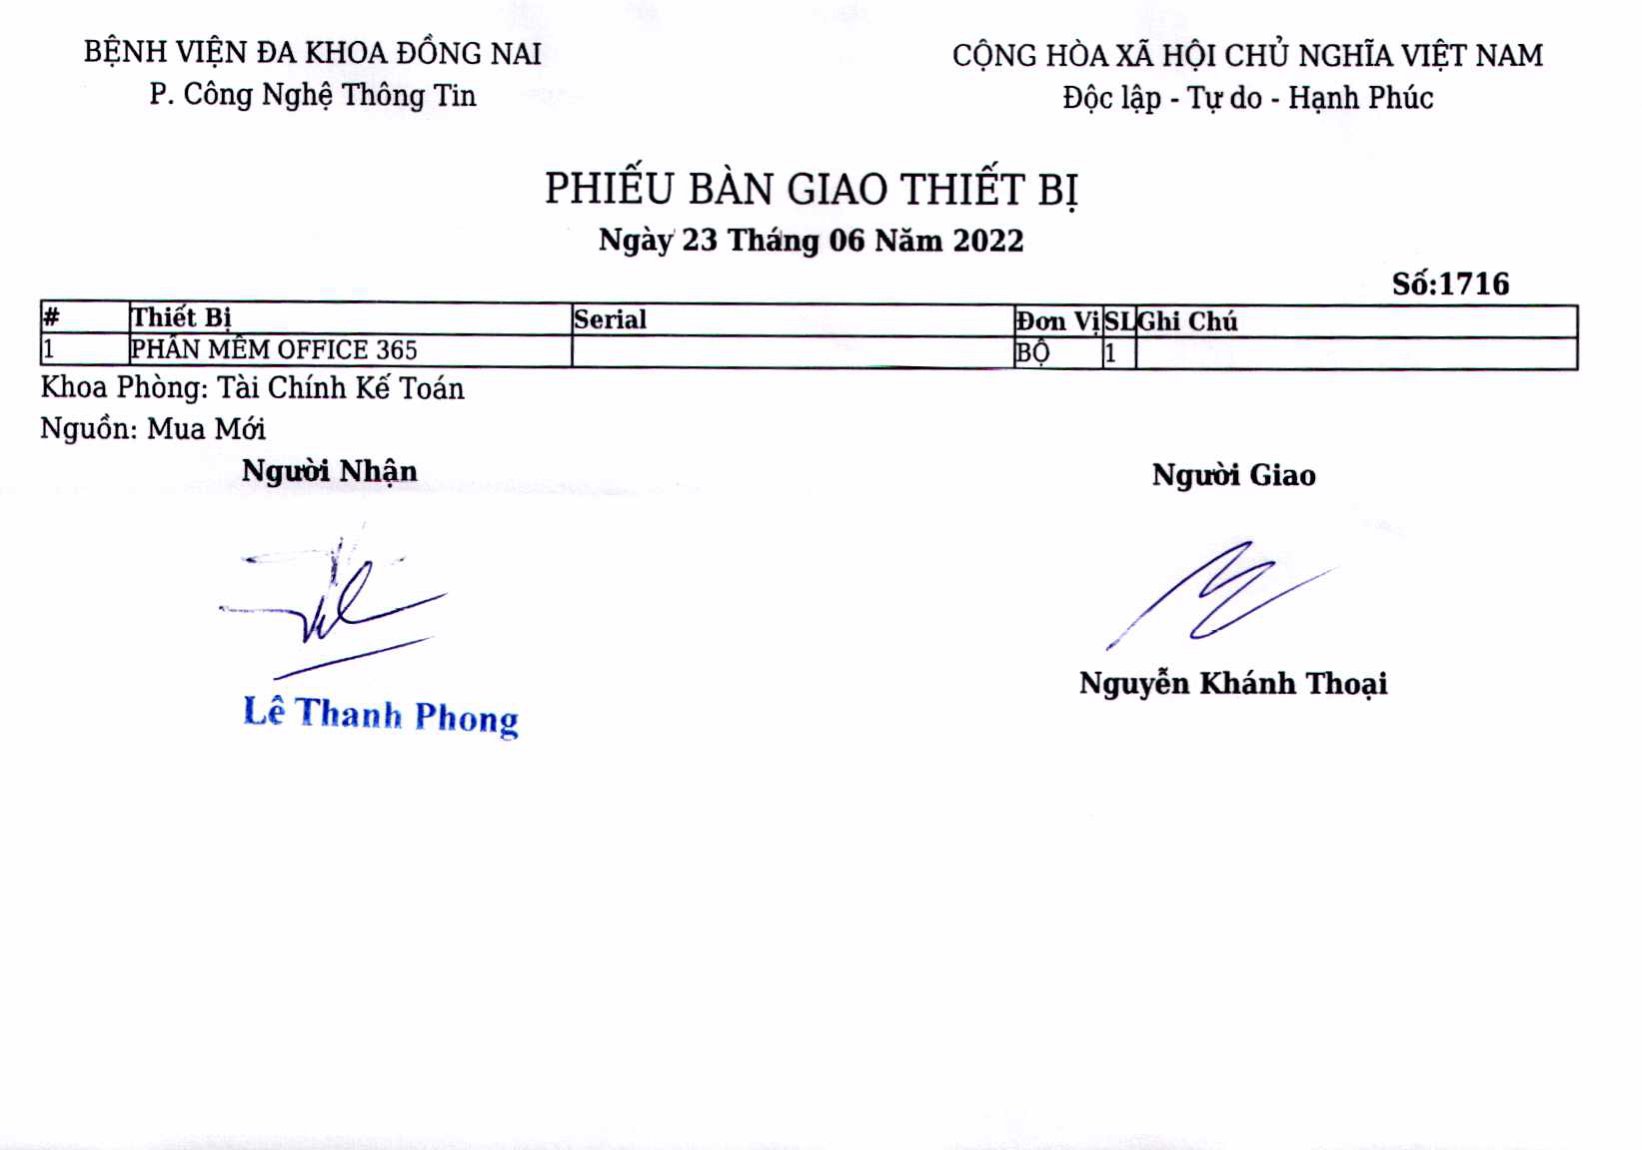 BỆNH VIỆN ĐA KHOA ĐỒNG NAI
P. Công Nghệ Thông Tin
CỘNG HÒA XÃ HỘI CHỦ NGHĨA VIỆT NAM
Độc lập - Tự do - Hạnh Phúc
PHIẾU BÀN GIAO THIẾT BỊ
Ngày 23 Tháng 06 Năm 2022
Số:1716
# Thiết Bị Serial Đơn Vị SL Ghi Chú
1 PHẦN MỀM OFFICE 365 BỘ 1
Khoa Phòng: Tài Chính Kế Toán
Nguồn: Mua Mới
Người Nhận
Người Giao
Lê Thanh Phong
Nguyễn Khánh Thoại